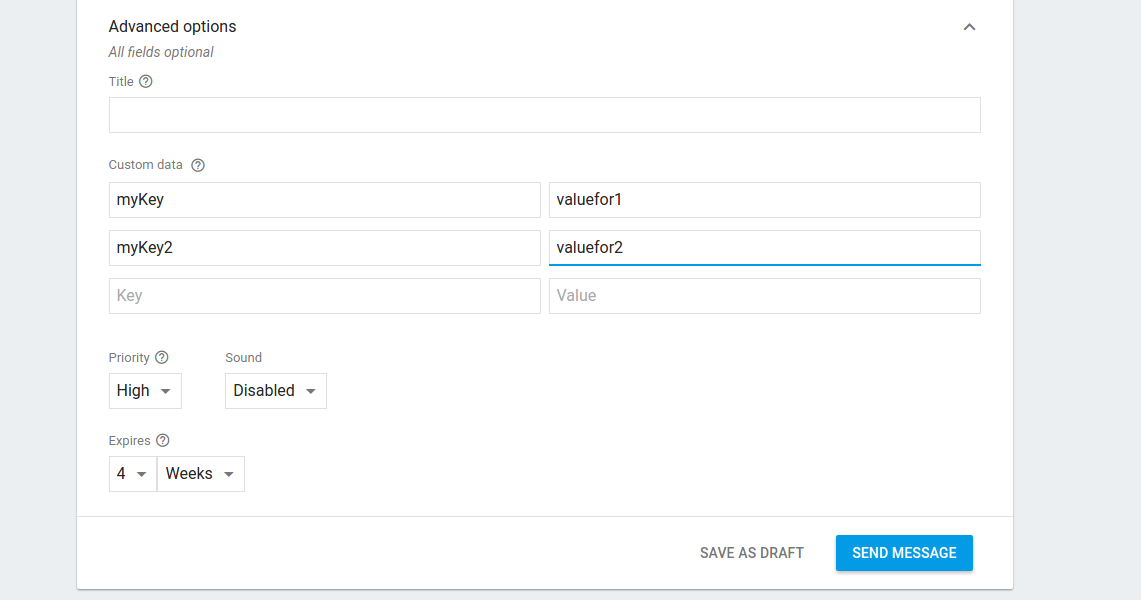 Advanced options
All fields optional
Title
Custom data
myKey valuefor1
myKey2 valuefor2
Key Value
Priority Sound
High Disabled
Expires
4 Weeks
SAVE AS DRAFT SEND MESSAGE